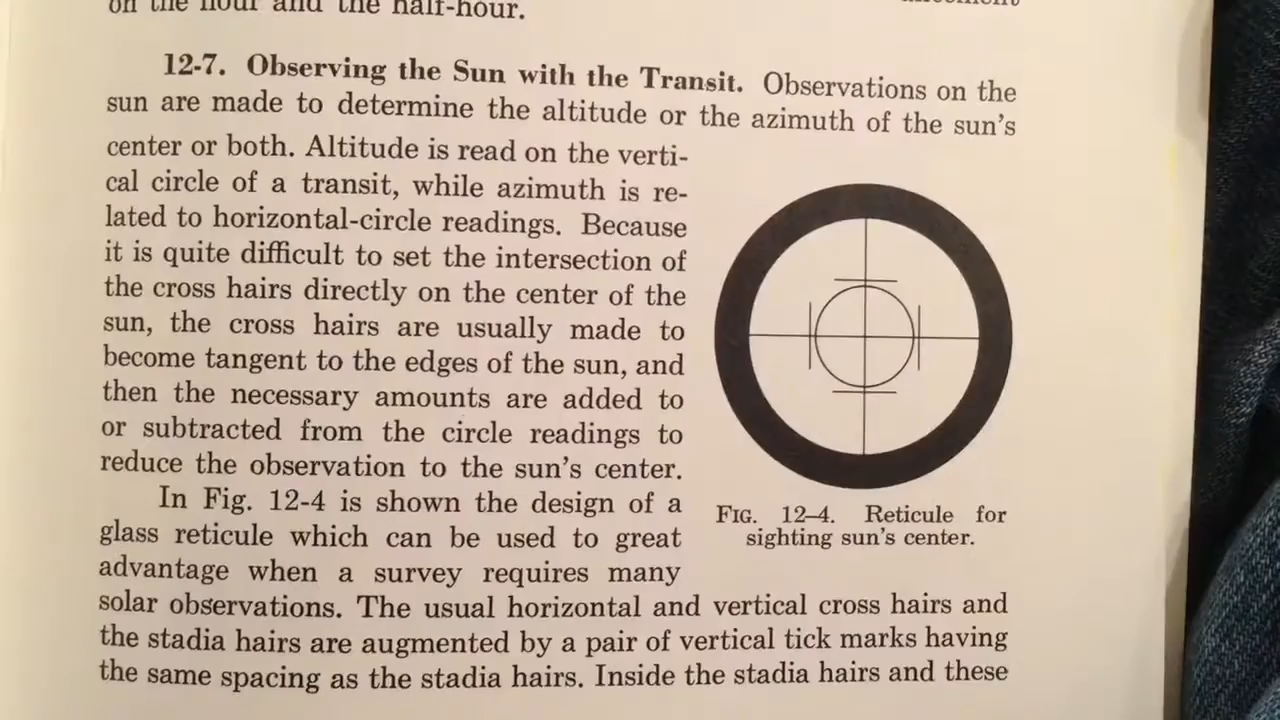 on the hour and the half-hour.
12-7. Observing the Sun with the Transit. Observations on the
sun are made to determine the altitude or the azimuth of the sun's
center or both. Altitude is read on the verti-
cal circle of a transit, while azimuth is re-
lated to horizontal-circle readings. Because
it is quite difficult to set the intersection of
the cross hairs directly on the center of the
sun, the cross hairs are usually made to
become tangent to the edges of the sun, and
then the necessary amounts are added to
or subtracted from the circle readings to
reduce the observation to the sun's center.
In Fig. 12-4 is shown the design of a
glass reticule which can be used to great
advantage when a survey requires many
FIG. 12–4. Reticule for
sighting sun's center.
solar observations. The usual horizontal and vertical cross hairs and
the stadia hairs are augmented by a pair of vertical tick marks having
the same spacing as the stadia hairs. Inside the stadia hairs and these